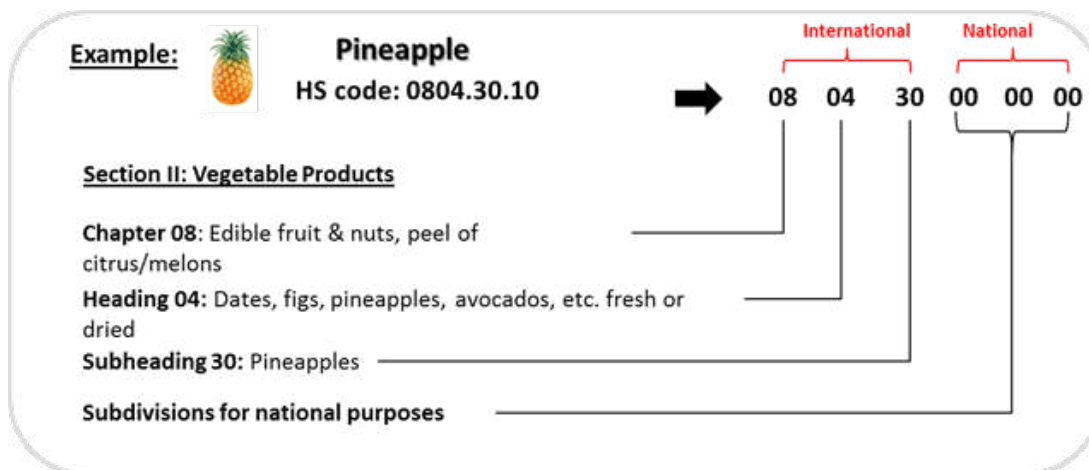 Example:
Pineapple
HS code: 0804.30.10
International
National
08 04 30 00 00 00
Section II: Vegetable Products
Chapter 08: Edible fruit & nuts, peel of
citrus/melons
Heading 04: Dates, figs, pineapples, avocados, etc. fresh or
dried
Subheading 30: Pineapples
Subdivisions for national purposes